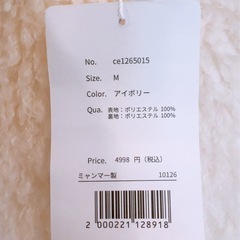 No. ce1265015
Size. M
Color. アイボリー
Qua. 表地：ポリエステル 100%
裏地：ポリエステル 100%
Price. 4998 円（税込）
ミャンマー製 10126
2 000221 128918